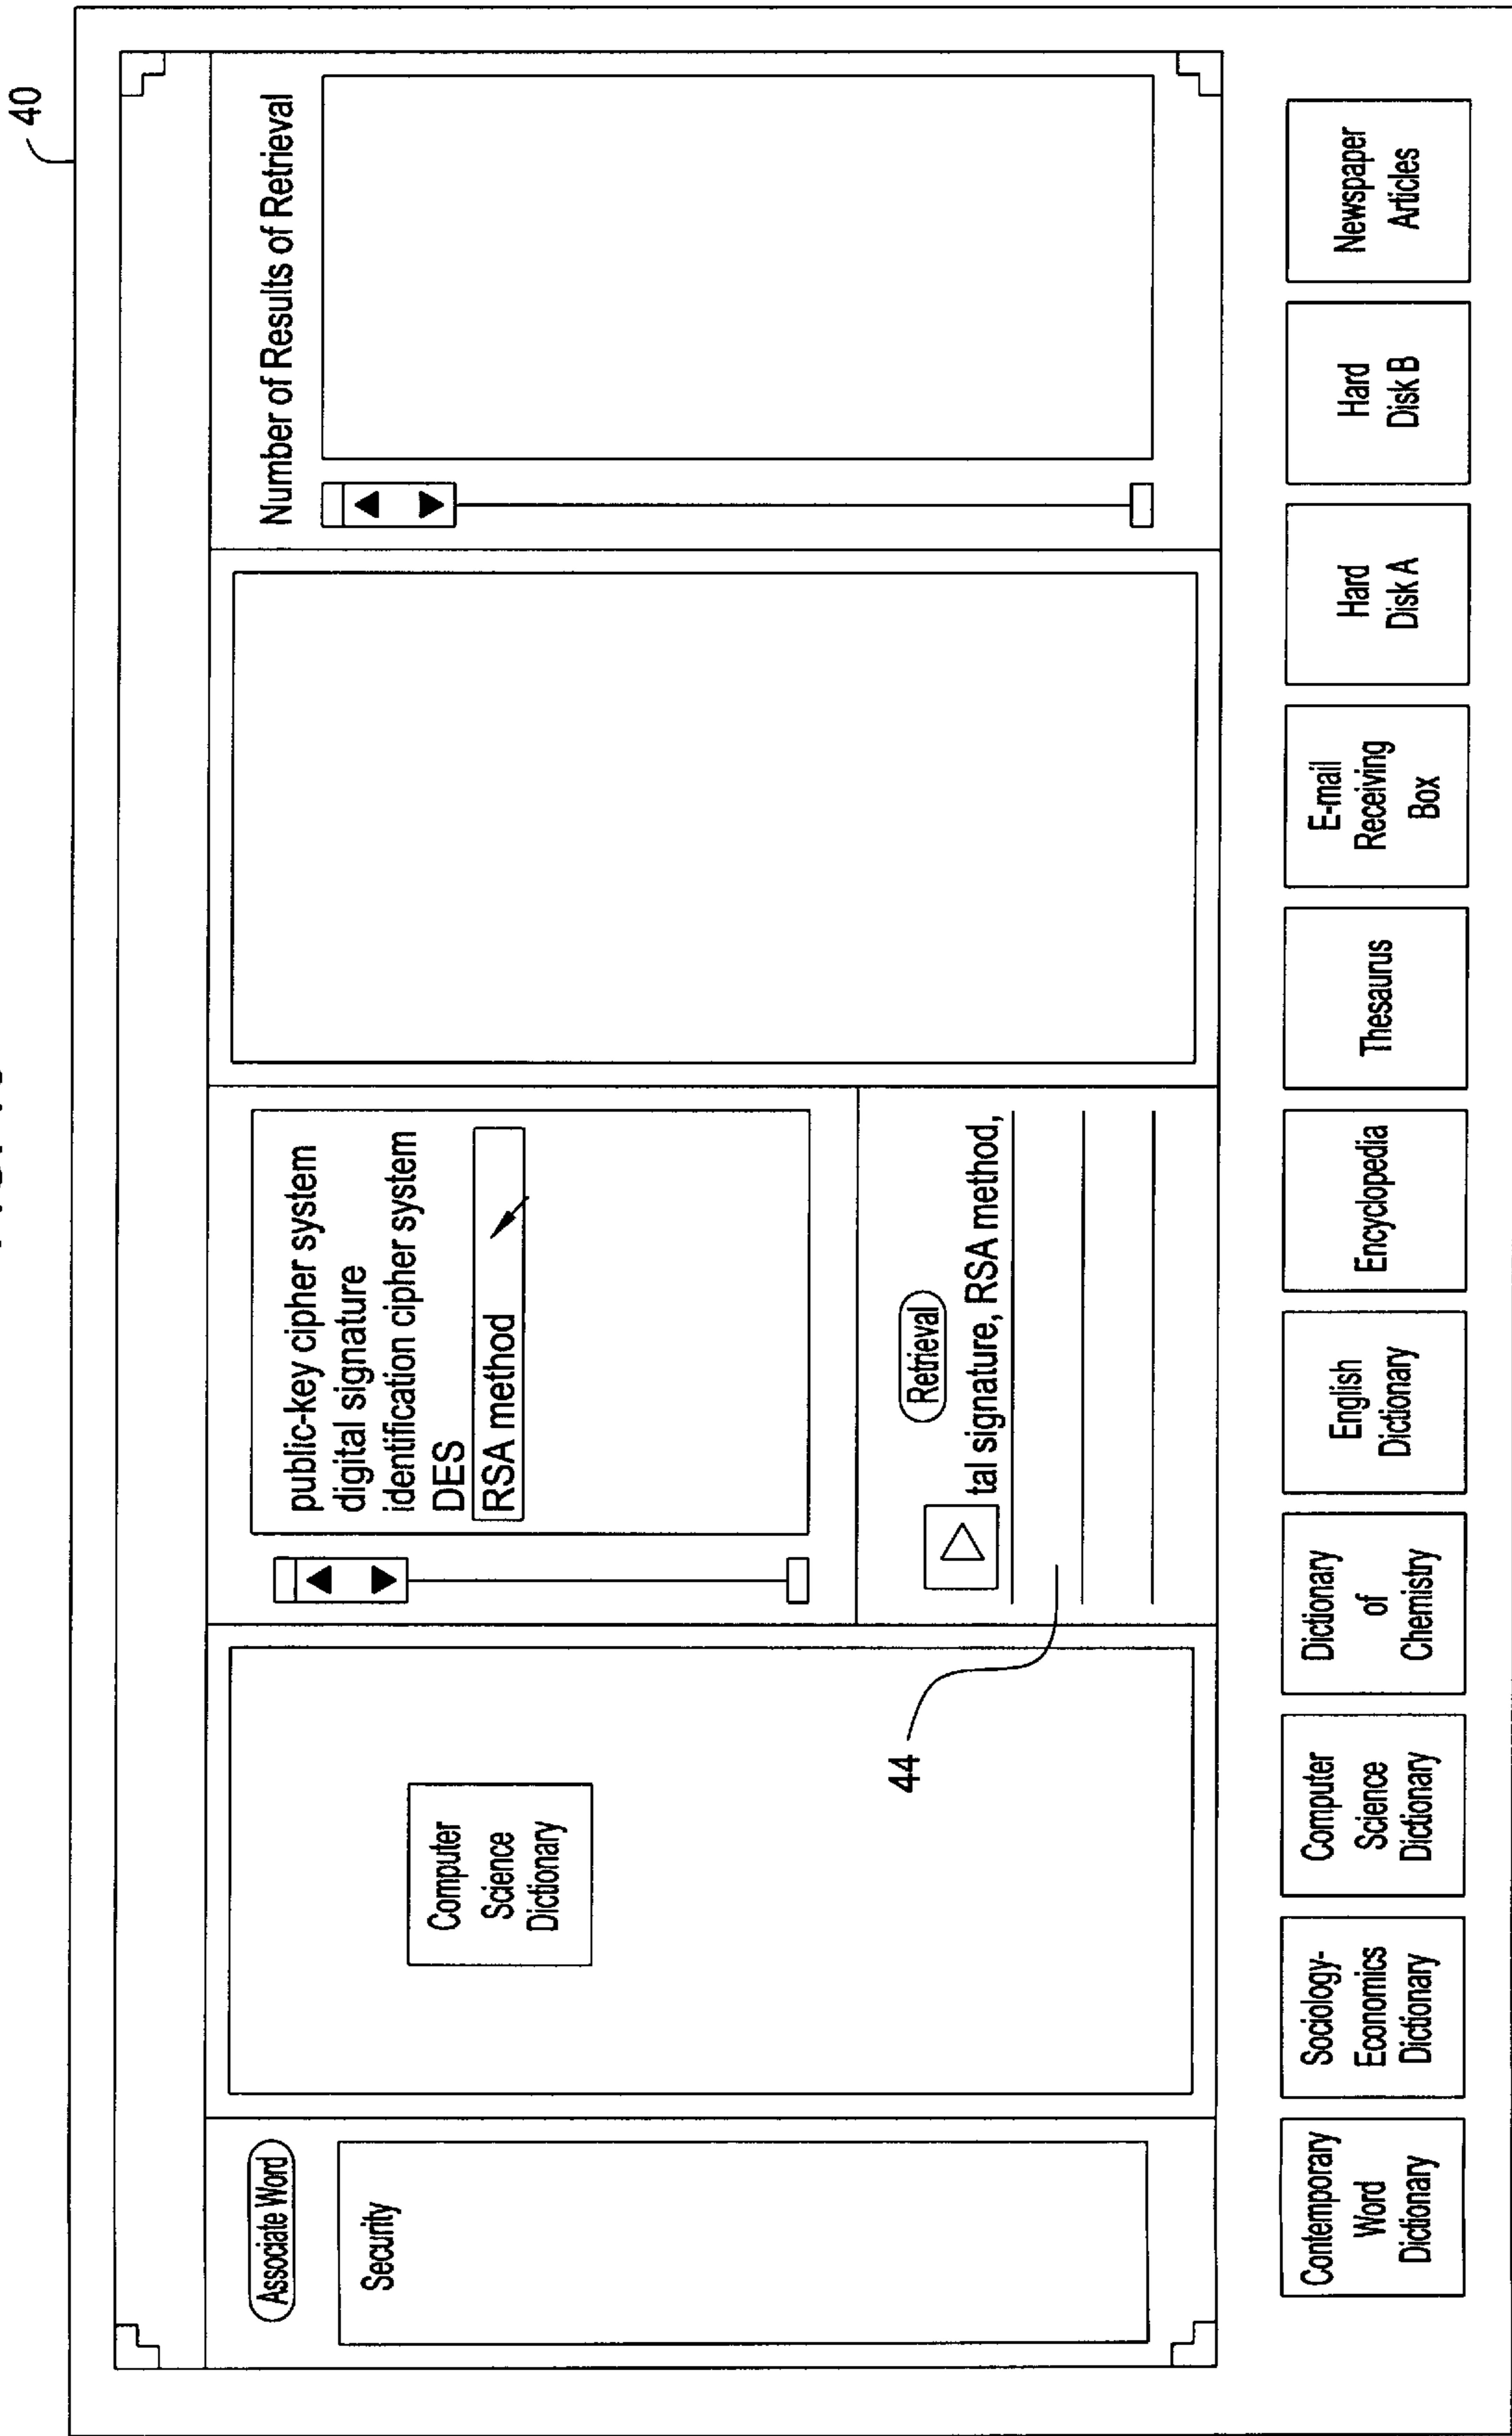 40
Associate Word
Security
Computer
Science
Dictionary
public-key cipher system
digital signature
identification cipher system
DES
RSA method
Retrieval
tal signature, RSA method,
44
Number of Results of Retrieval
Contemporary
Word
Dictionary
Sociology-
Economics
Dictionary
Computer
Science
Dictionary
Dictionary
of
Chemistry
English
Dictionary
Encyclopedia
Thesaurus
E-mail
Receiving
Box
Hard
Disk A
Hard
Disk B
Newspaper
Articles